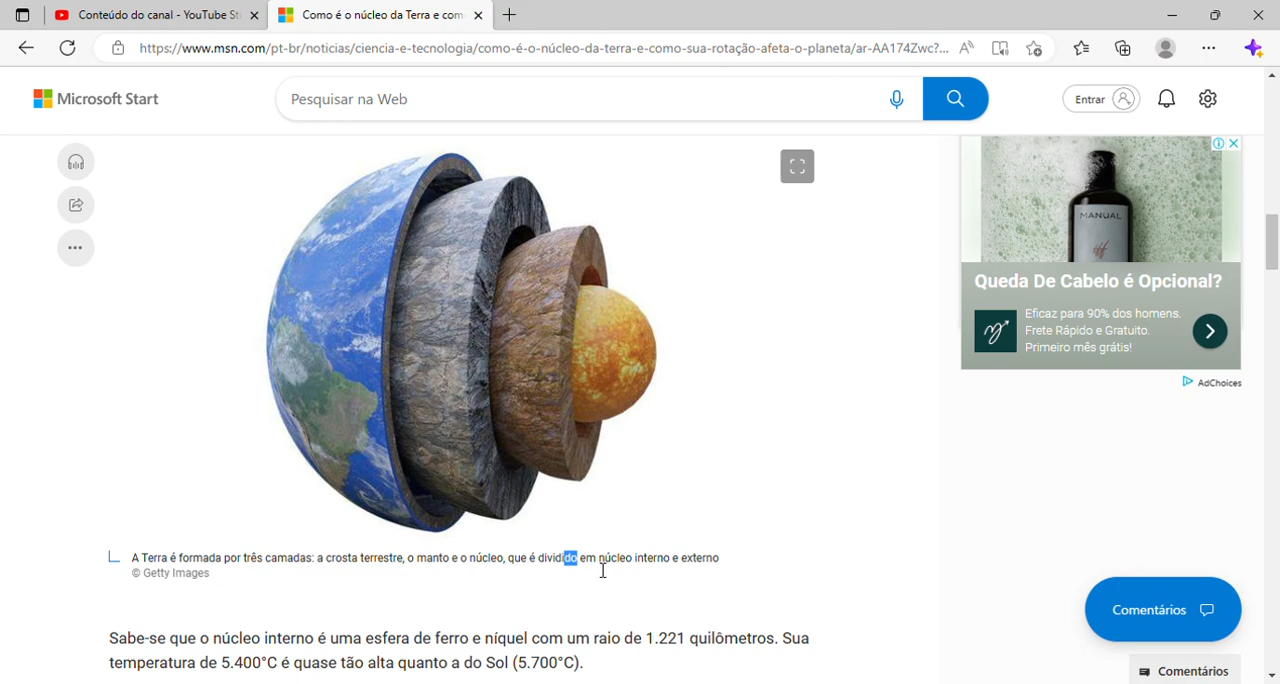 Conteúdo do canal - YouTube St
Como é o núcleo da Terra e com
https://www.msn.com/pt-br/noticias/ciencia-e-tecnologia/como-é-o-núcleo-da-terra-e-como-sua-rotação-afeta-o-planeta/ar-AA174Zwc?...
Microsoft Start
Pesquisar na Web
Entrar
MANUAL
Queda De Cabelo é Opcional?
Eficaz para 90% dos homens.
Frete Rápido e Gratuito.
Primeiro mês grátis!
AdChoices
A Terra é formada por três camadas: a crosta terrestre, o manto e o núcleo, que é dividido em núcleo interno e externo
© Getty Images
Comentários
Sabe-se que o núcleo interno é uma esfera de ferro e níquel com um raio de 1.221 quilômetros. Sua
temperatura de 5.400°C é quase tão alta quanto a do Sol (5.700°C).
Comentários